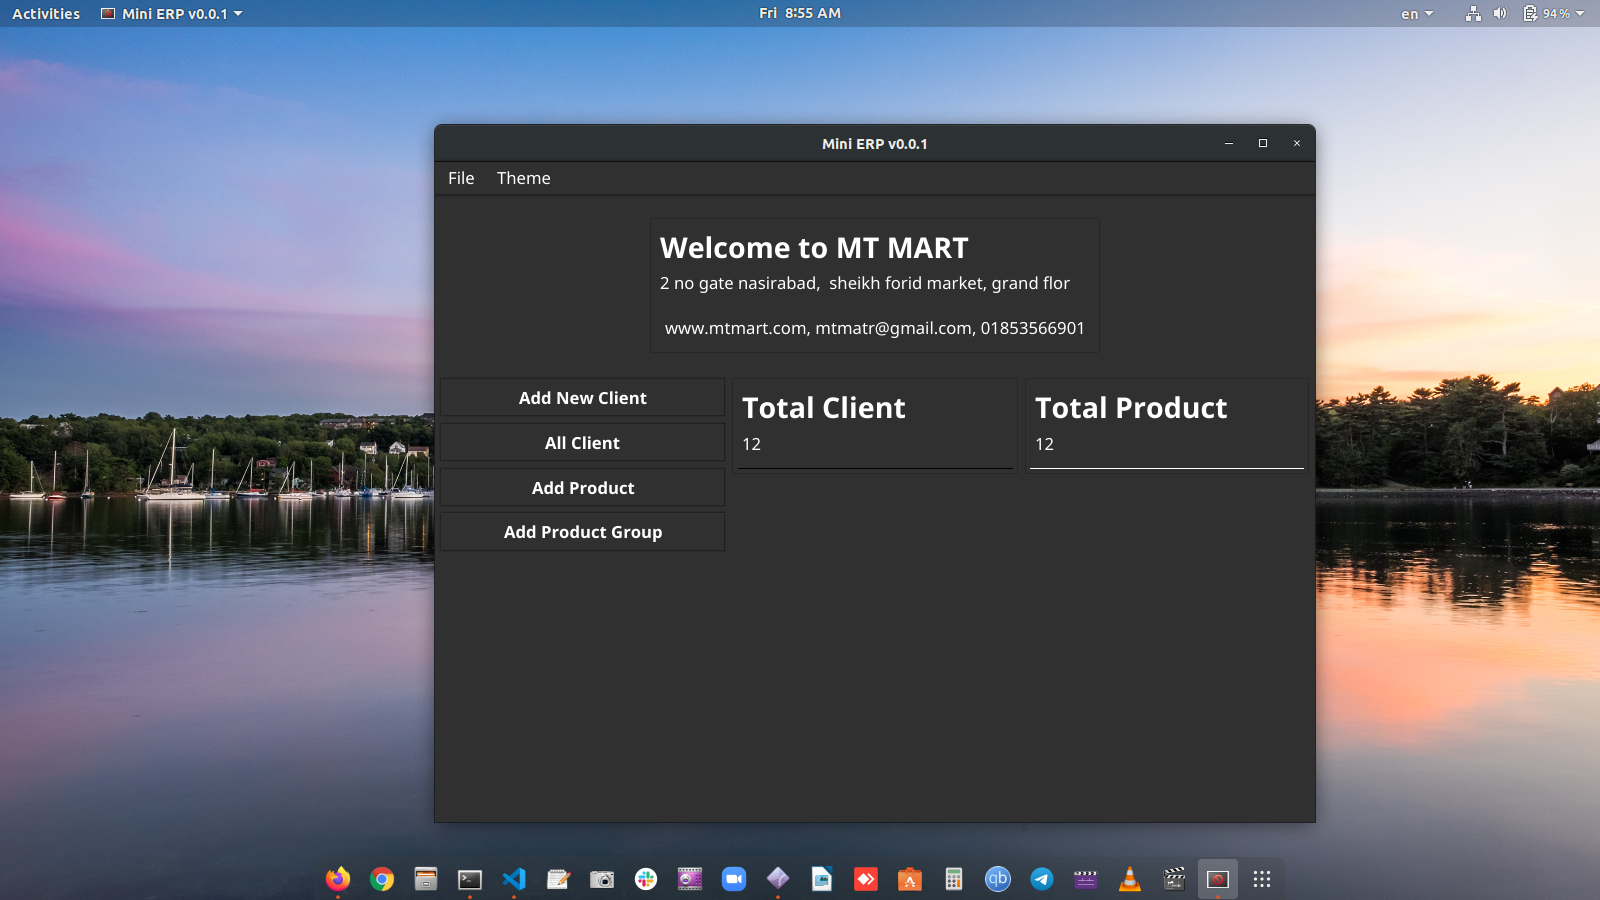 Activities Mini ERP v0.0.1 Fri 8:55 AM en 94%
Mini ERP v0.0.1
File Theme
Welcome to MT MART
2 no gate nasirabad,  sheikh forid market, grand flor
www.mtmart.com, mtmatr@gmail.com, 01853566901
Add New Client
All Client
Add Product
Add Product Group
Total Client
12
Total Product
12
qb